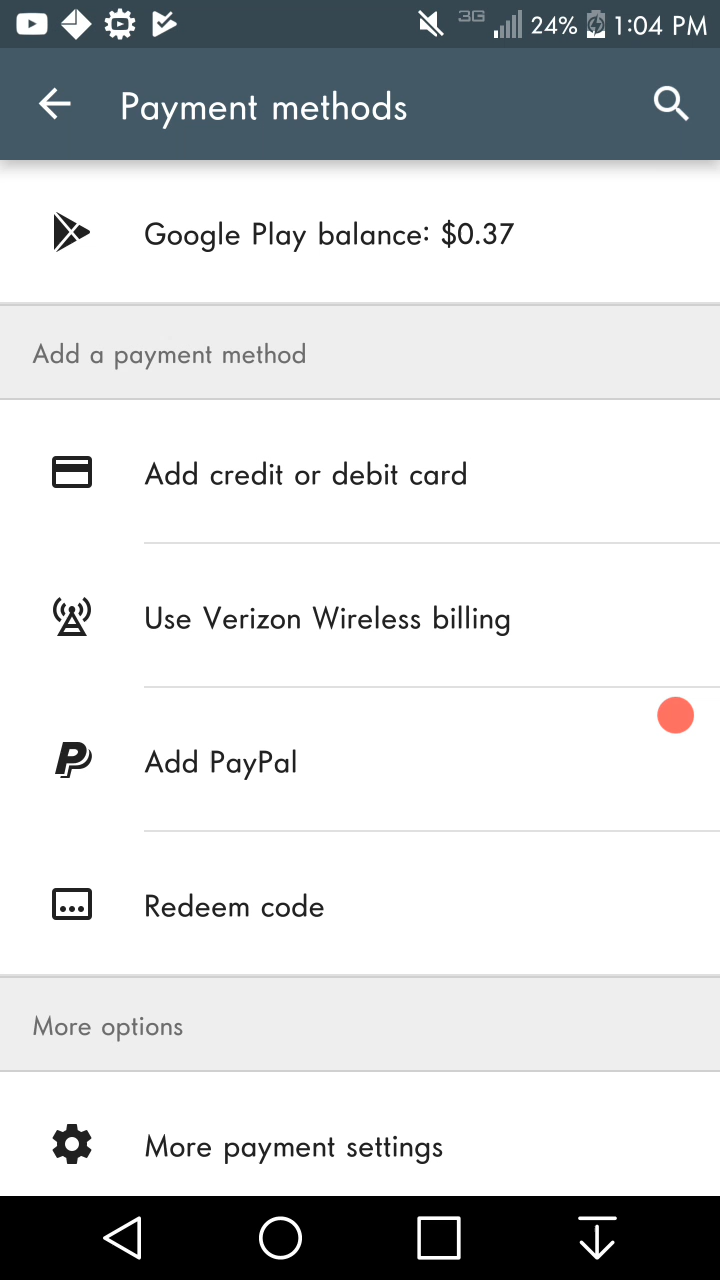 3G 24% 1:04 PM
Payment methods
Google Play balance: $0.37
Add a payment method
Add credit or debit card
Use Verizon Wireless billing
Add PayPal
Redeem code
More options
More payment settings